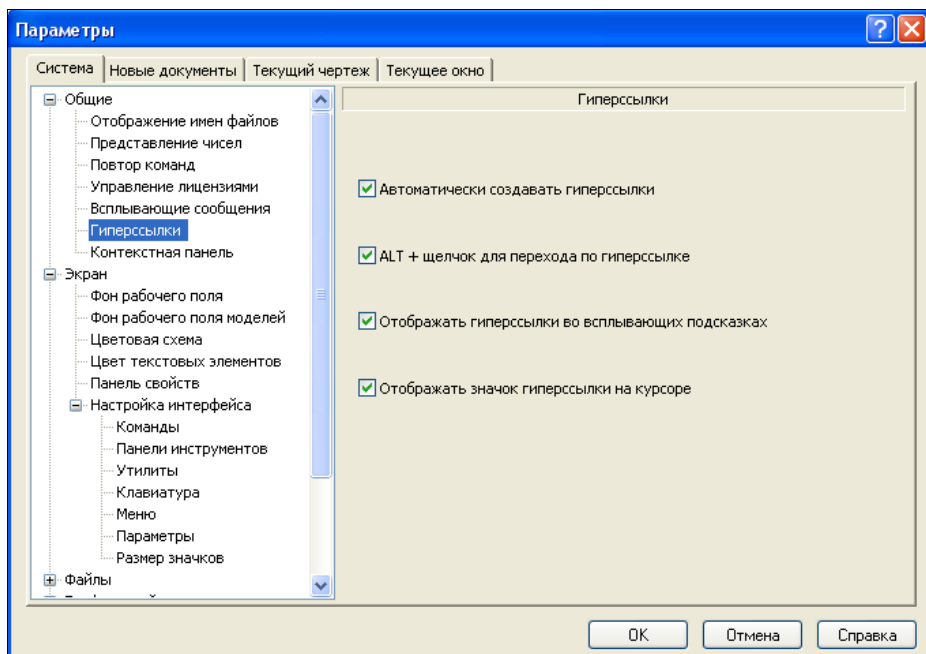 Параметры
Система
Новые документы
Текущий чертеж
Текущее окно
Общие
Отображение имен файлов
Представление чисел
Повтор команд
Управление лицензиями
Всплывающие сообщения
Гиперссылки
Контекстная панель
Экран
Фон рабочего поля
Фон рабочего поля моделей
Цветовая схема
Цвет текстовых элементов
Панель свойств
Настройка интерфейса
Команды
Панели инструментов
Утилиты
Клавиатура
Меню
Параметры
Размер значков
Файлы
Гиперссылки
Автоматически создавать гиперссылки
ALT + щелчок для перехода по гиперссылке
Отображать гиперссылки во всплывающих подсказках
Отображать значок гиперссылки на курсоре
OK
Отмена
Справка